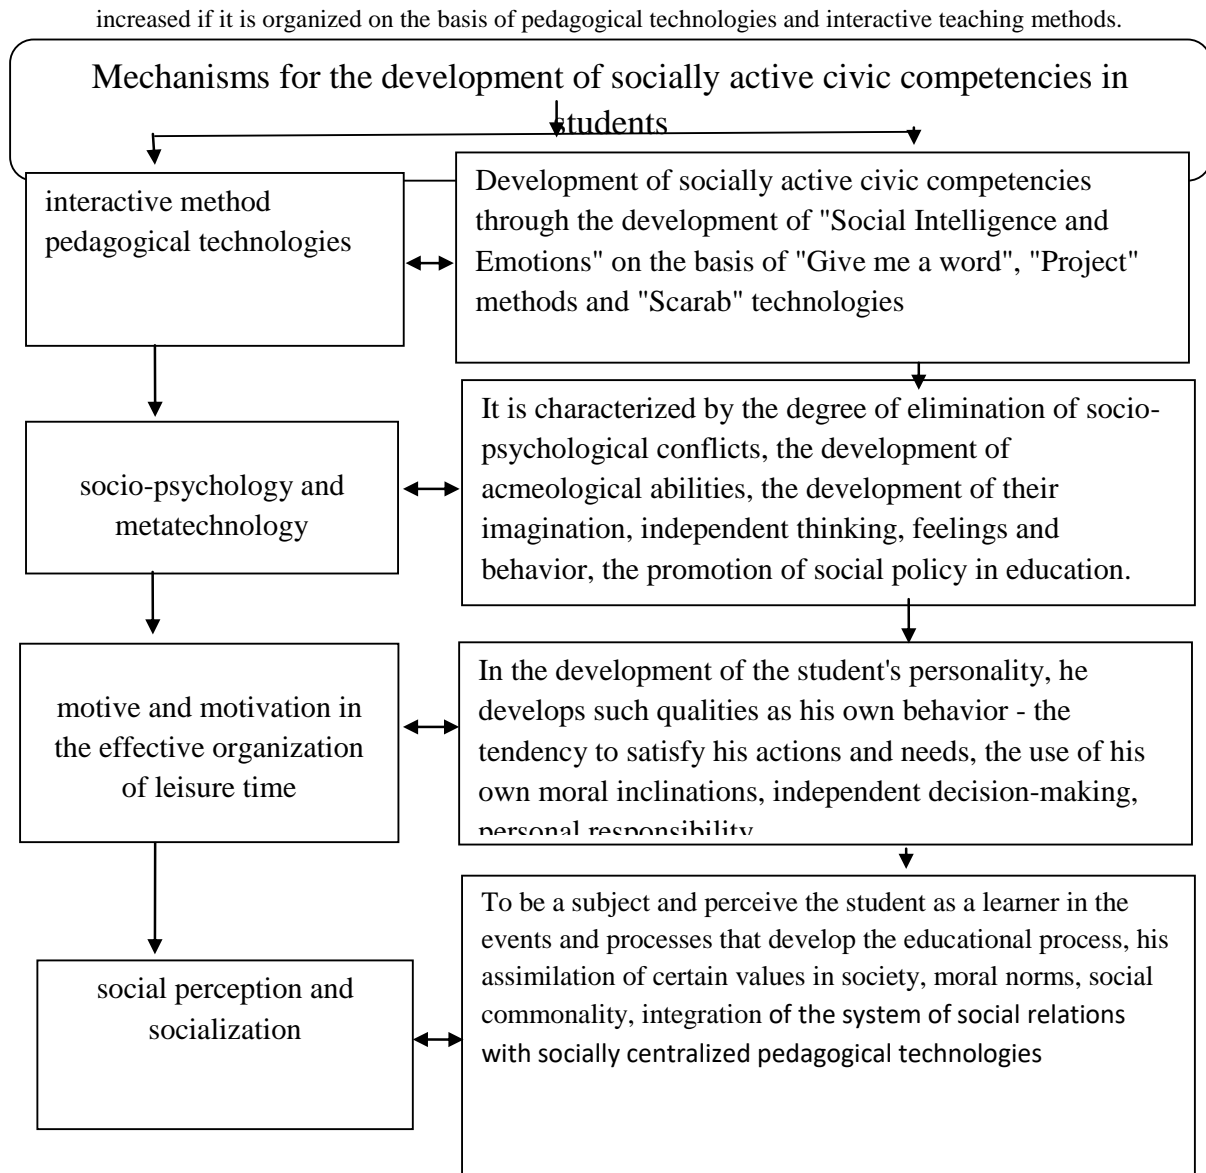 increased if it is organized on the basis of pedagogical technologies and interactive teaching methods.
Mechanisms for the development of socially active civic competencies in
students
interactive method
pedagogical technologies
Development of socially active civic competencies
through the development of "Social Intelligence and
Emotions" on the basis of "Give me a word", "Project"
methods and "Scarab" technologies
socio-psychology and
metatechnology
It is characterized by the degree of elimination of socio-
psychological conflicts, the development of
acmeological abilities, the development of their
imagination, independent thinking, feelings and
behavior, the promotion of social policy in education.
motive and motivation in
the effective organization
of leisure time
In the development of the student's personality, he
develops such qualities as his own behavior - the
tendency to satisfy his actions and needs, the use of
his own moral inclinations, independent decision-making,
personal responsibility
social perception and
socialization
To be a subject and perceive the student as a learner in the
events and processes that develop the educational process, his
assimilation of certain values in society, moral norms, social
commonality, integration of the system of social relations
with socially centralized pedagogical technologies